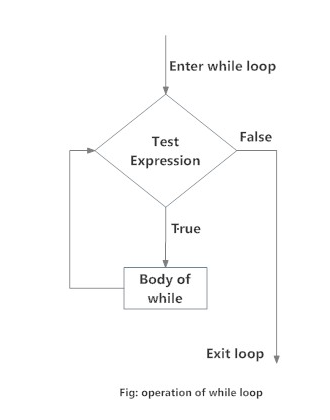 Enter while loop
Test
Expression
False
True
Body of
while
Exit loop
Fig: operation of while loop